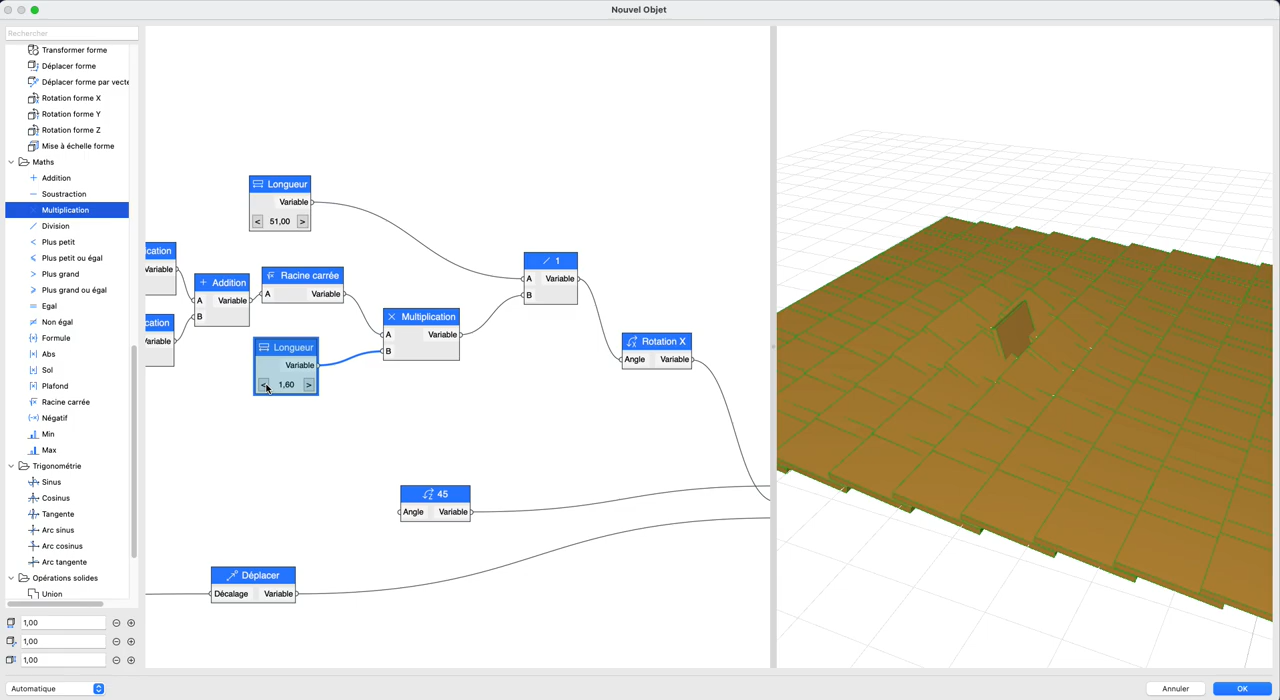 Nouvel Objet
Rechercher
Transformer forme
Déplacer forme
Déplacer forme par vecte
Rotation forme X
Rotation forme Y
Rotation forme Z
Mise à échelle forme
Maths
Addition
Soustraction
Multiplication
Division
Plus petit
Plus petit ou égal
Plus grand
Plus grand ou égal
Egal
Non égal
Formule
Abs
Sol
Plafond
Racine carrée
Négatif
Min
Max
Trigonométrie
Sinus
Cosinus
Tangente
Arc sinus
Arc cosinus
Arc tangente
Opérations solides
Union
1,00
1,00
1,00
Automatique
Longueur
Variable
< 51,00 >
cation
Variable
cation
Variable
Addition
A Variable
B
Racine carrée
A Variable
Longueur
Variable
< 1,60 >
Multiplication
A Variable
B
1
A Variable
B
Rotation X
Angle Variable
45
Angle Variable
Déplacer
Décalage Variable
Annuler
OK